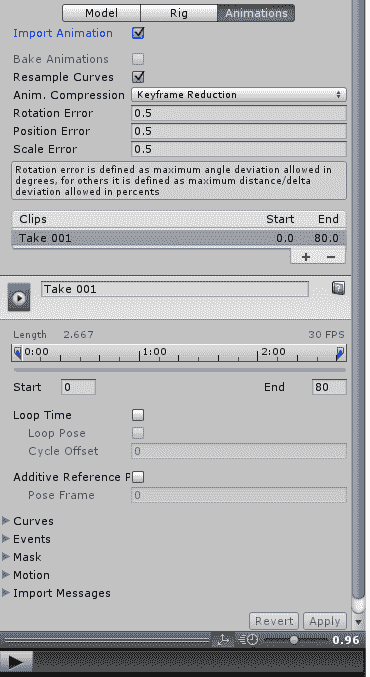 Model Rig Animations
Import Animation
Bake Animations
Resample Curves
Anim. Compression Keyframe Reduction
Rotation Error 0.5
Position Error 0.5
Scale Error 0.5
Rotation error is defined as maximum angle deviation allowed in
degrees, for others it is defined as maximum distance/delta
deviation allowed in percents
Clips Start End
Take 001 0.0 80.0
+ −
Take 001
Length 2.667 30 FPS
0:00 1:00 2:00
Start 0 End 80
Loop Time
Loop Pose
Cycle Offset 0
Additive Reference P
Pose Frame 0
Curves
Events
Mask
Motion
Import Messages
Revert Apply
0.96